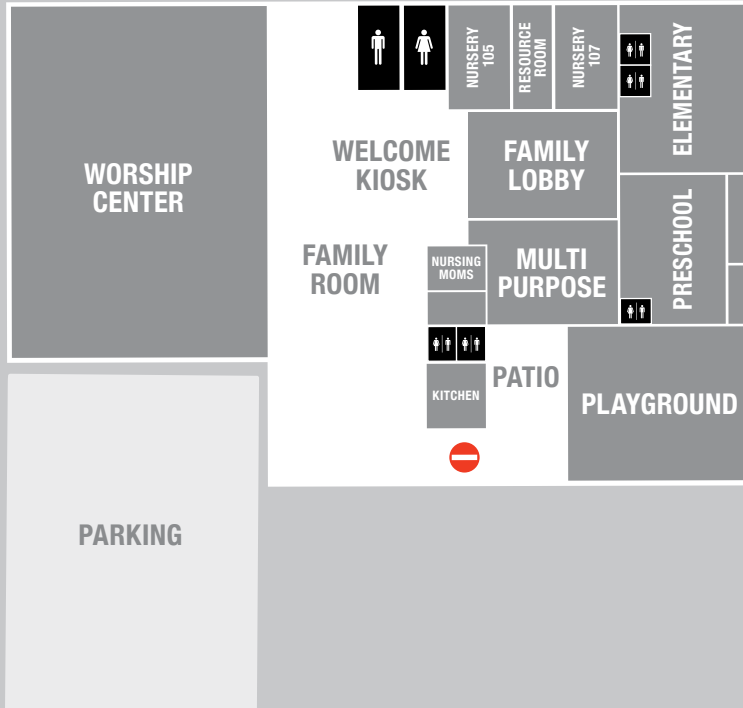 NURSERY
105
RESOURCE
ROOM
NURSERY
107
ELEMENTARY
WORSHIP
CENTER
WELCOME
KIOSK
FAMILY
LOBBY
PRESCHOOL
FAMILY
ROOM
NURSING
MOMS
MULTI
PURPOSE
PATIO
KITCHEN
PLAYGROUND
PARKING